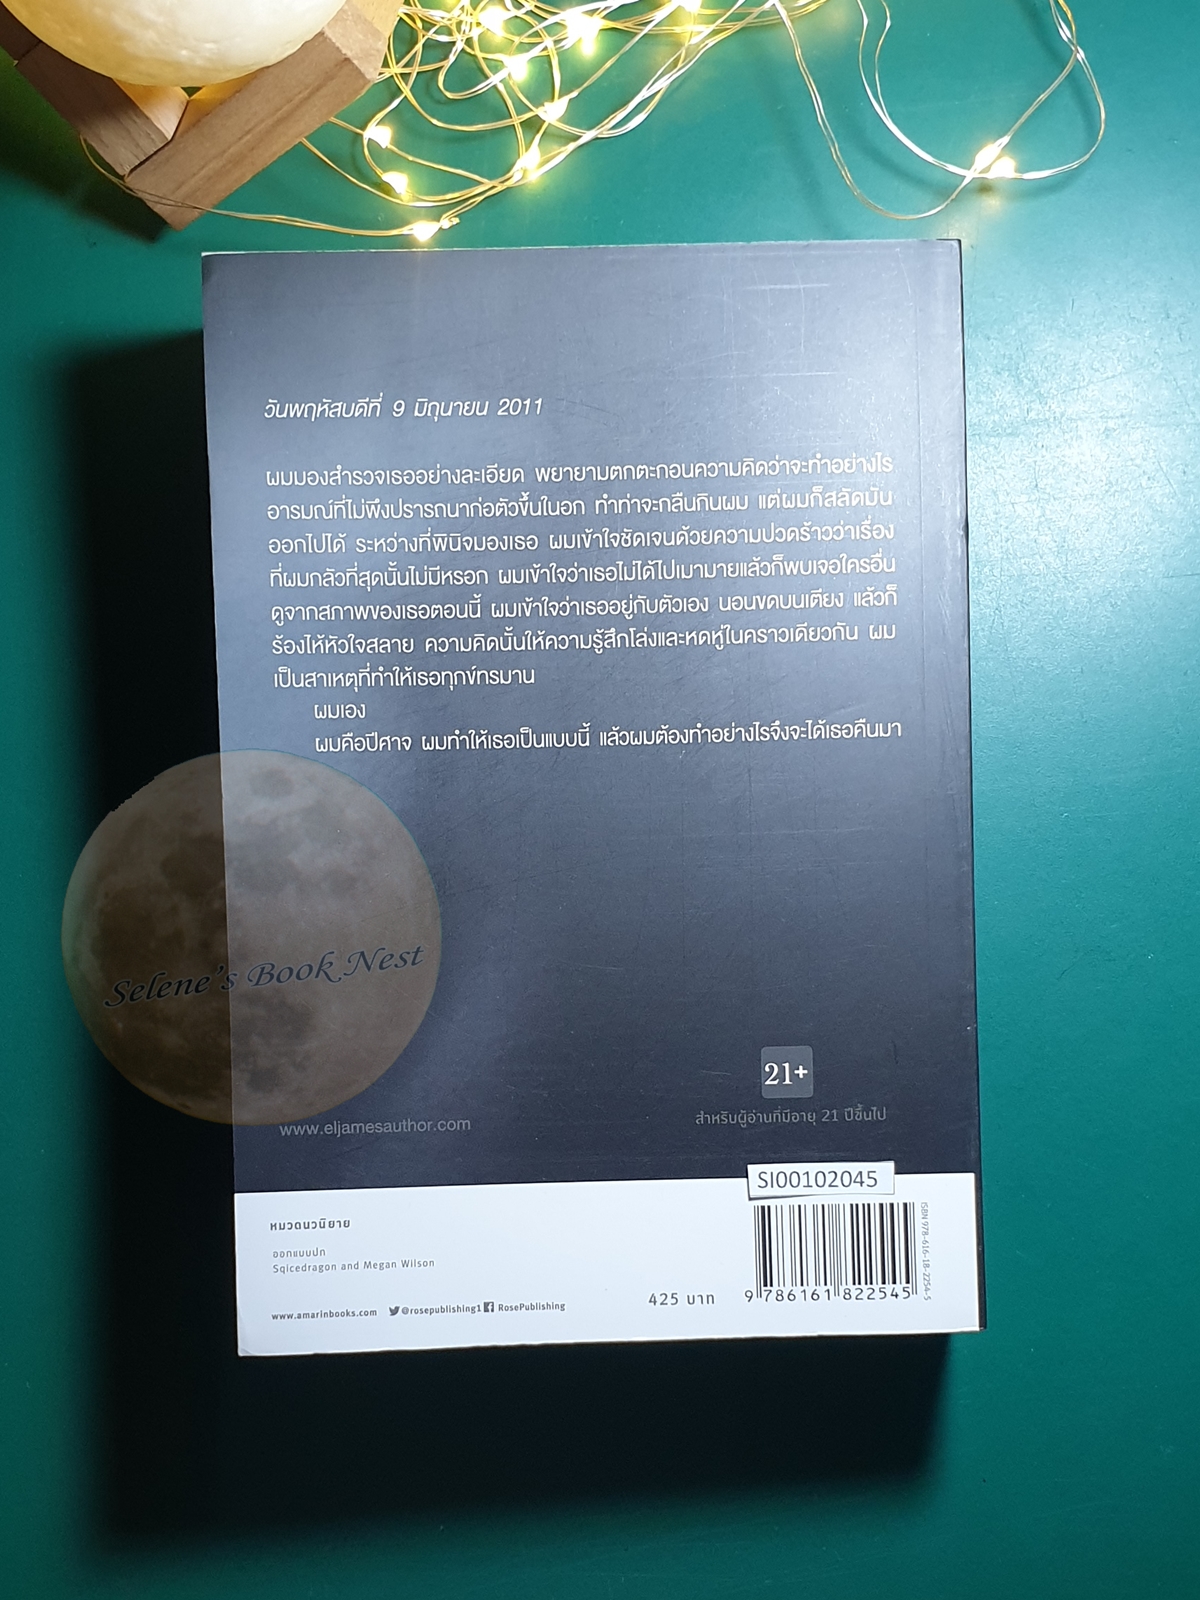 วันพฤหัสบดีที่ 9 มิถุนายน 2011
ผมมองสำรวจเธออย่างละเอียด พยายามตกตะกอนความคิดว่าจะทำอย่างไร
อารมณ์ที่ไม่พึงปรารถนาก่อตัวขึ้นในอก ทำท่าจะกลืนกินผม แต่ผมก็สลัดมัน
ออกไปได้ ระหว่างที่พินิจมองเธอ ผมเข้าใจชัดเจนด้วยความปวดร้าวว่าเรื่อง
ที่ผมกลัวที่สุดนั้นไม่มีหรอก ผมเข้าใจว่าเธอไม่ได้ไปเมามายแล้วก็พบเจอใครอื่น
ดูจากสภาพของเธอตอนนี้ ผมเข้าใจว่าเธออยู่กับตัวเอง นอนขดบนเตียง แล้วก็
ร้องไห้หัวใจสลาย ความคิดนั้นให้ความรู้สึกโล่งและหดหู่ในคราวเดียวกัน ผม
เป็นสาเหตุที่ทำให้เธอทุกข์ทรมาน
ผมเอง
ผมคือปีศาจ ผมทำให้เธอเป็นแบบนี้ แล้วผมต้องทำอย่างไรจึงจะได้เธอคืนมา
Selene's Book Nest
21+
สำหรับผู้อ่านที่มีอายุ 21 ปีขึ้นไป
www.eljamesauthor.com
SI00102045
หมวดนวนิยาย
ออกแบบปก
Sqicedragon and Megan Wilson
www.amarinbooks.com @rosepublishing1 RosePublishing
425 บาท
ISBN 978-616-18-2254-5
9 786161 822545